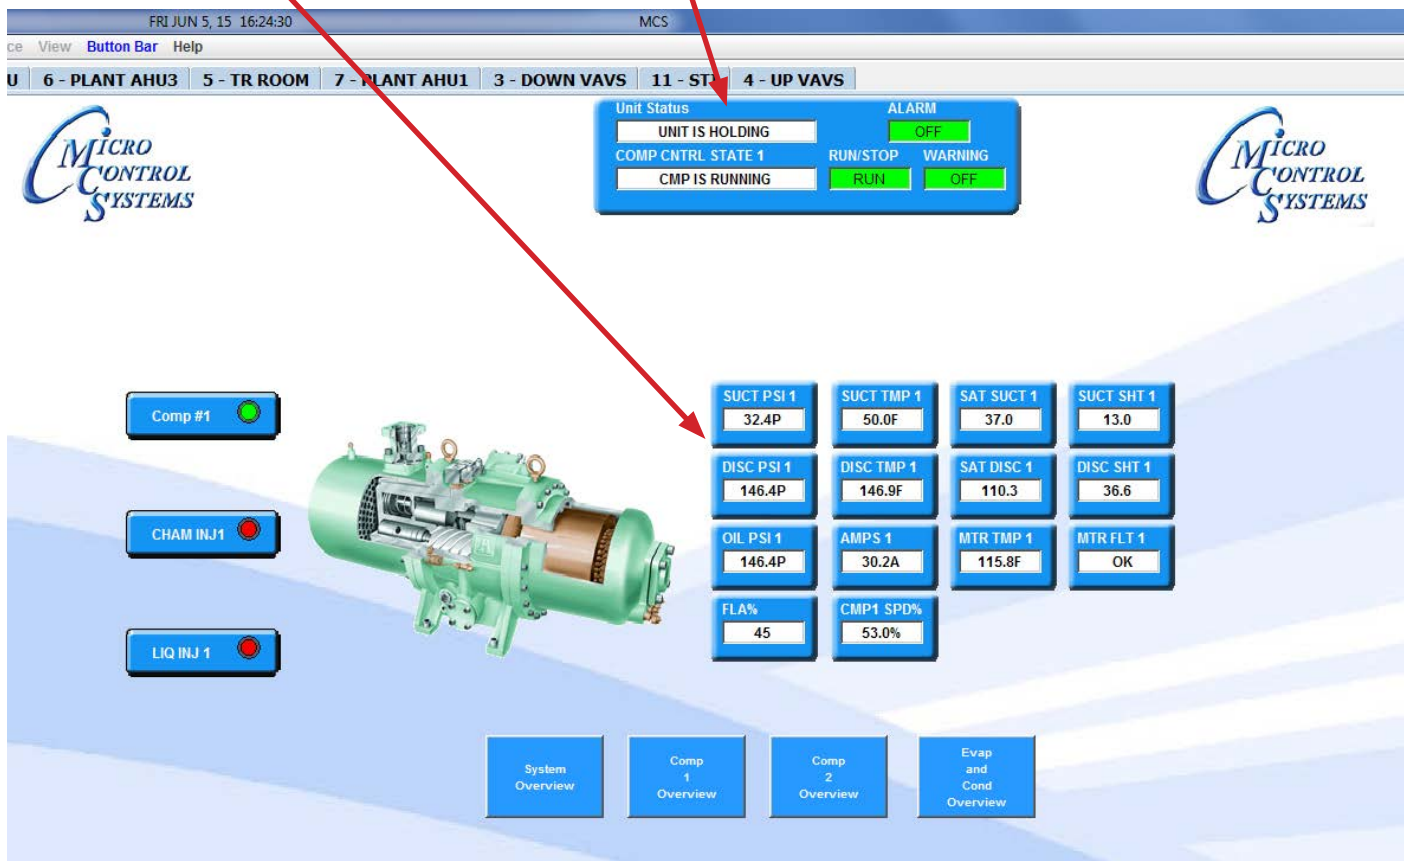 FRI JUN 5, 15 16:24:30 MCS
ce View Button Bar Help
U 6 - PLANT AHU3 5 - TR ROOM 7 - PLANT AHU1 3 - DOWN VAVS 11 - ST1 4 - UP VAVS
MICRO
CONTROL
SYSTEMS
Unit Status ALARM
UNIT IS HOLDING OFF
COMP CNTRL STATE 1 RUN/STOP WARNING
CMP IS RUNNING RUN OFF
MICRO
CONTROL
SYSTEMS
Comp #1
CHAM INJ1
LIQ INJ 1
SUCT PSI 1 SUCT TMP 1 SAT SUCT 1 SUCT SHT 1
32.4P 50.0F 37.0 13.0
DISC PSI 1 DISC TMP 1 SAT DISC 1 DISC SHT 1
146.4P 146.9F 110.3 36.6
OIL PSI 1 AMPS 1 MTR TMP 1 MTR FLT 1
146.4P 30.2A 115.8F OK
FLA% CMP1 SPD%
45 53.0%
System
Overview
Comp
1
Overview
Comp
2
Overview
Evap
and
Cond
Overview